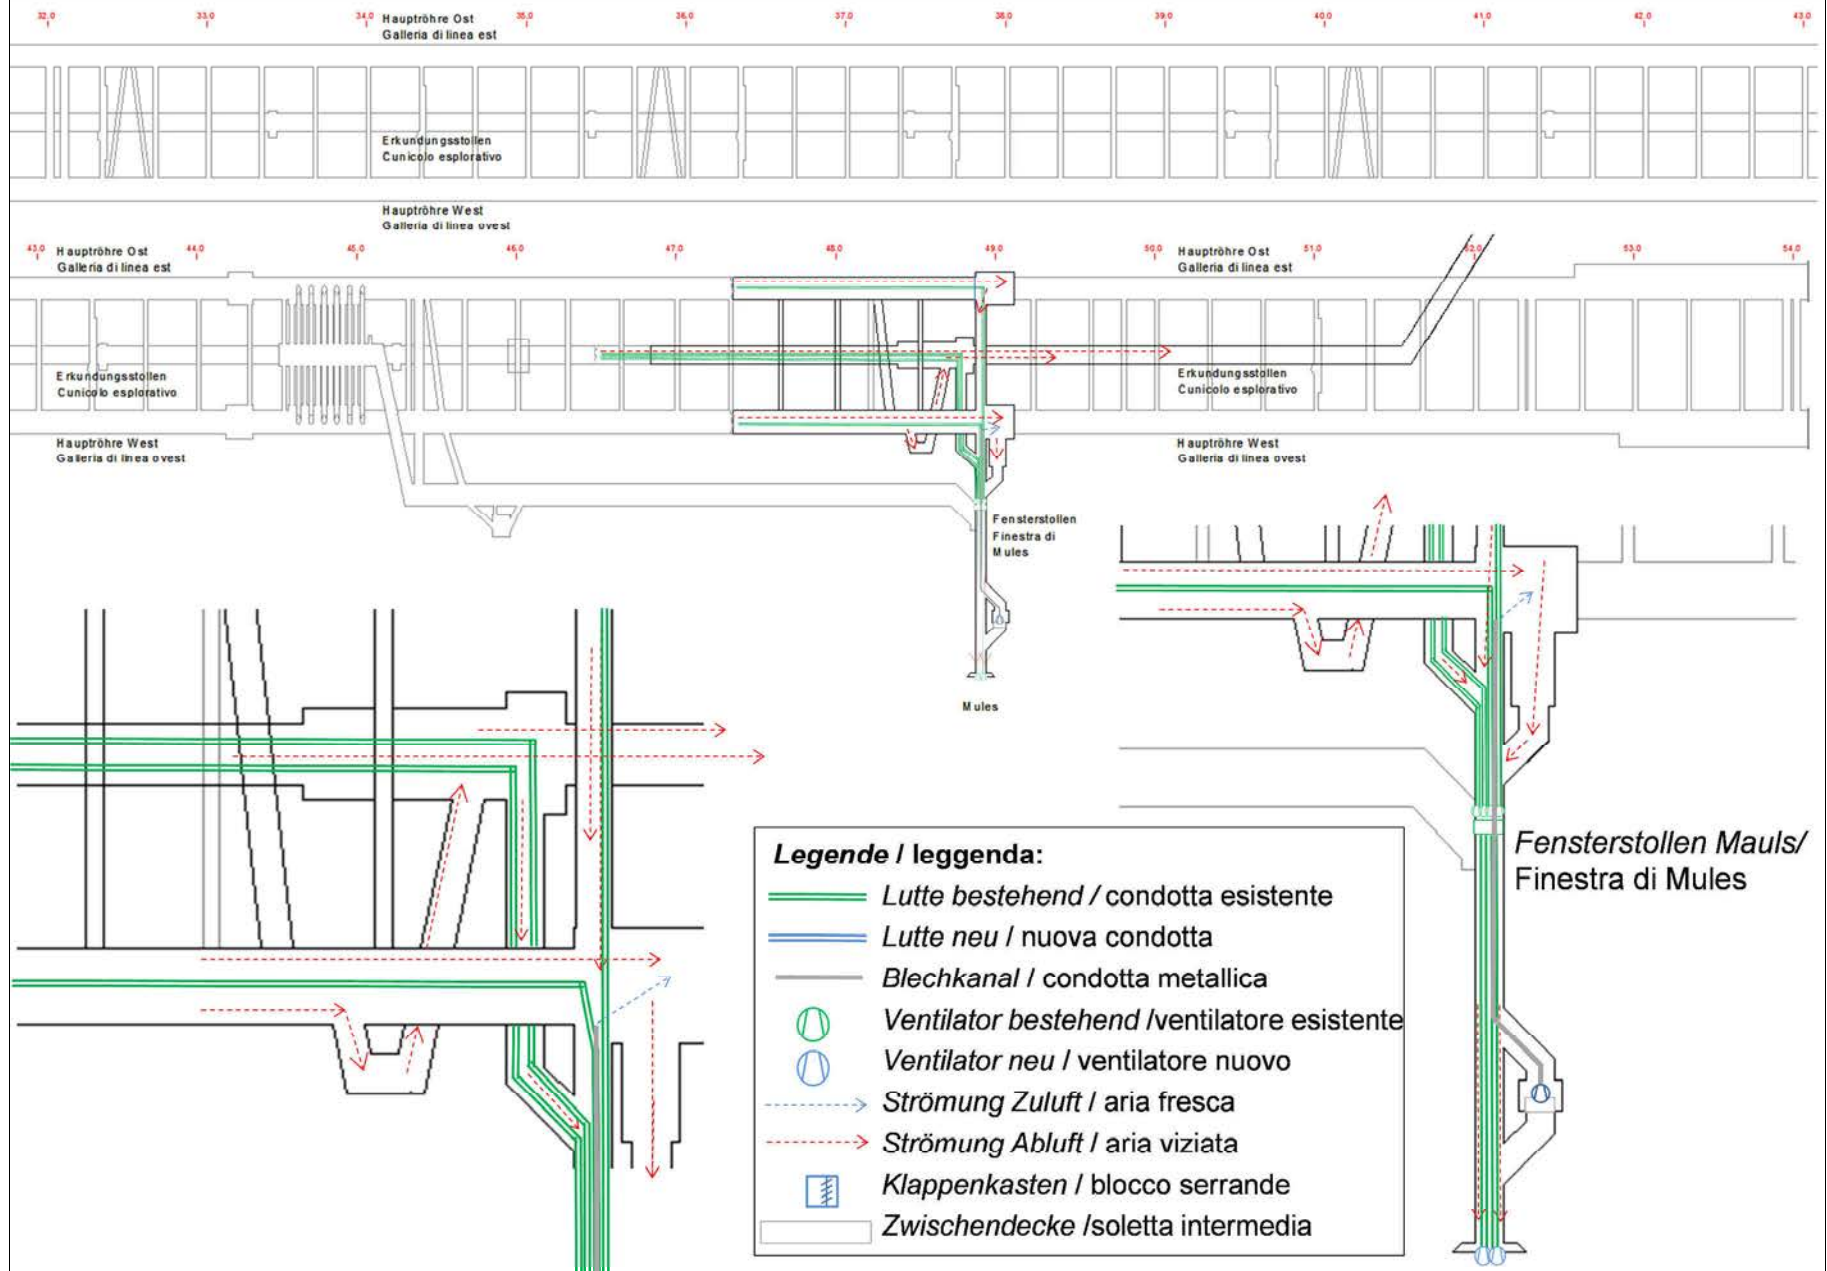 32.0 33.0 34.0 35.0 36.0 37.0 38.0 39.0 40.0 41.0 42.0 43.0
Hauptröhre Ost
Galleria di linea est
Erkundungsstollen
Cunicolo esplorativo
Hauptröhre West
Galleria di linea ovest
43.0 44.0 45.0 46.0 47.0 48.0 49.0 50.0 51.0 52.0 53.0 54.0
Hauptröhre Ost
Galleria di linea est
Hauptröhre Ost
Galleria di linea est
Erkundungsstollen
Cunicolo esplorativo
Erkundungsstollen
Cunicolo esplorativo
Hauptröhre West
Galleria di linea ovest
Hauptröhre West
Galleria di linea ovest
Fensterstollen
Finestra di
Mules
Mules
Fensterstollen Mauls/
Finestra di Mules
Legende / leggenda:
Lutte bestehend / condotta esistente
Lutte neu / nuova condotta
Blechkanal / condotta metallica
Ventilator bestehend /ventilatore esistente
Ventilator neu / ventilatore nuovo
Strömung Zuluft / aria fresca
Strömung Abluft / aria viziata
Klappenkasten / blocco serrande
Zwischendecke /soletta intermedia